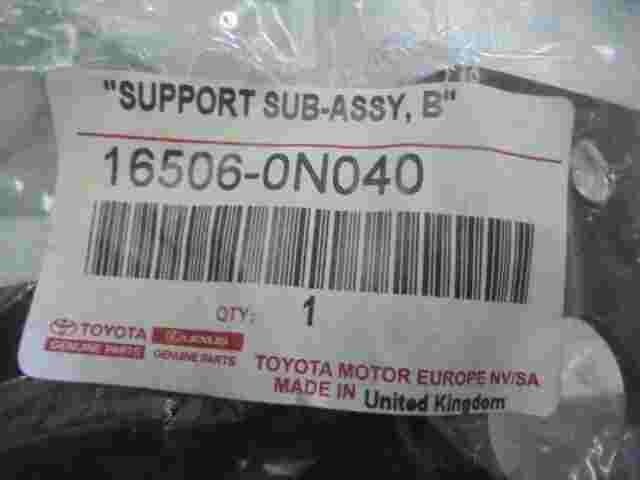 "SUPPORT SUB-ASSY, B"
16506-0N040
QTY: 1
TOYOTA
GENUINE PARTS
LEXUS
GENUINE PARTS
TOYOTA MOTOR EUROPE NV/SA
MADE IN United Kingdom